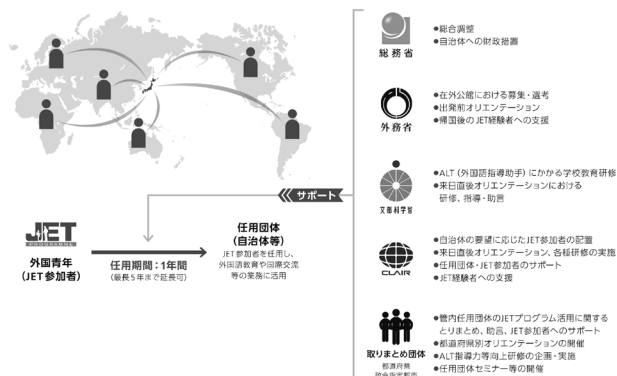 JET
PROGRAMME
外国青年
(JET参加者)
任用期間：1年間
(最長5年まで延長可)
任用団体
(自治体等)
JET参加者を任用し、
外国語教育や国際交流
等の業務に活用
サポート
総務省
●総合調整
●自治体への財政措置
外務省
●在外公館における募集・選考
●出発前オリエンテーション
●帰国後のJET経験者への支援
文部科学省
●ALT（外国語指導助手）にかかる学校教育研修
●来日直後オリエンテーションにおける
研修、指導・助言
CLAIR
●自治体の要望に応じたJET参加者の配置
●来日直後オリエンテーション、各種研修の実施
●任用団体・JET参加者のサポート
●JET経験者への支援
取りまとめ団体
都道府県
政令指定都市
●管内任用団体のJETプログラム活用に関する
とりまとめ、助言、JET参加者へのサポート
●都道府県別オリエンテーションの開催
●ALT指導力等向上研修の企画・実施
●任用団体セミナー等の開催